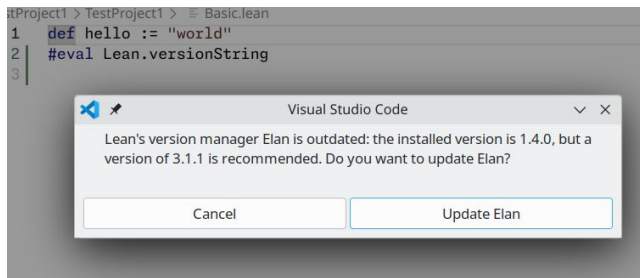 stProject1 > TestProject1 > Basic.lean
1 def hello := "world"
2 #eval Lean.versionString
3
Visual Studio Code
Lean's version manager Elan is outdated: the installed version is 1.4.0, but a
version of 3.1.1 is recommended. Do you want to update Elan?
Cancel Update Elan